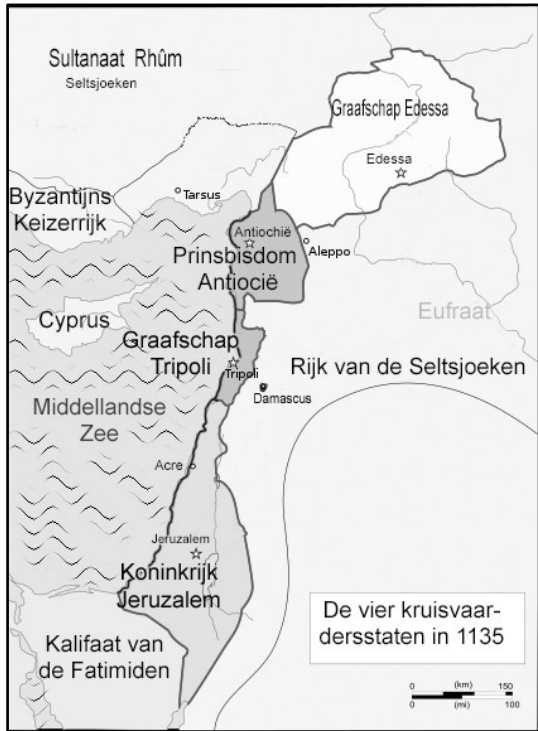 Sultanaat Rhûm
Seltsjoeken
Graafschap Edessa
Edessa
Tarsus
Byzantijns
Keizerrijk
Antiochië
Aleppo
Prinsbisdom
Antiocië
Eufraat
Cyprus
Graafschap
Tripoli
Tripoli
Rijk van de Seltsjoeken
Damascus
Middellandse
Zee
Acre
Jeruzalem
Koninkrijk
Jeruzalem
De vier kruisvaar-
dersstaten in 1135
Kalifaat van
de Fatimiden
0 (km) 150
0 (mi) 100